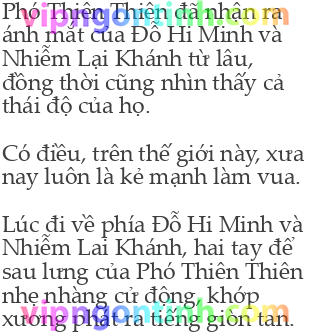 Phó Thiên Thiên đã nhận ra
ánh mắt của Đỗ Hi Minh và
Nhiễm Lại Khánh từ lâu,
đồng thời cũng nhìn thấy cả
thái độ của họ.
Có điều, trên thế giới này, xưa
nay luôn là kẻ mạnh làm vua.
Lúc đi về phía Đỗ Hi Minh và
Nhiễm Lại Khánh, hai tay để
sau lưng của Phó Thiên Thiên
nhẹ nhàng cử động, khớp
xương phát ra tiếng giòn tan.
vipngontinh.com
vipngontinh.com